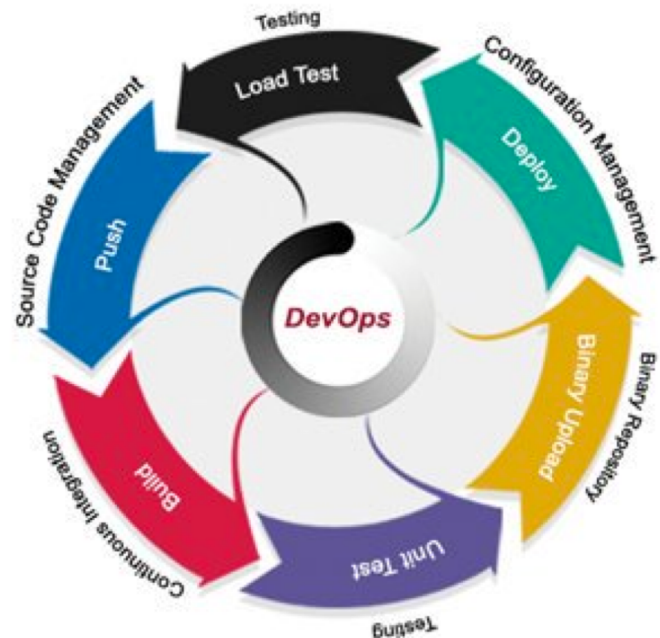 Testing
Load Test
Configuration Management
Deploy
Source Code Management
Push
DevOps
Binary Upload
Binary Repository
Build
Continuous Integration
Unit Test
Testing